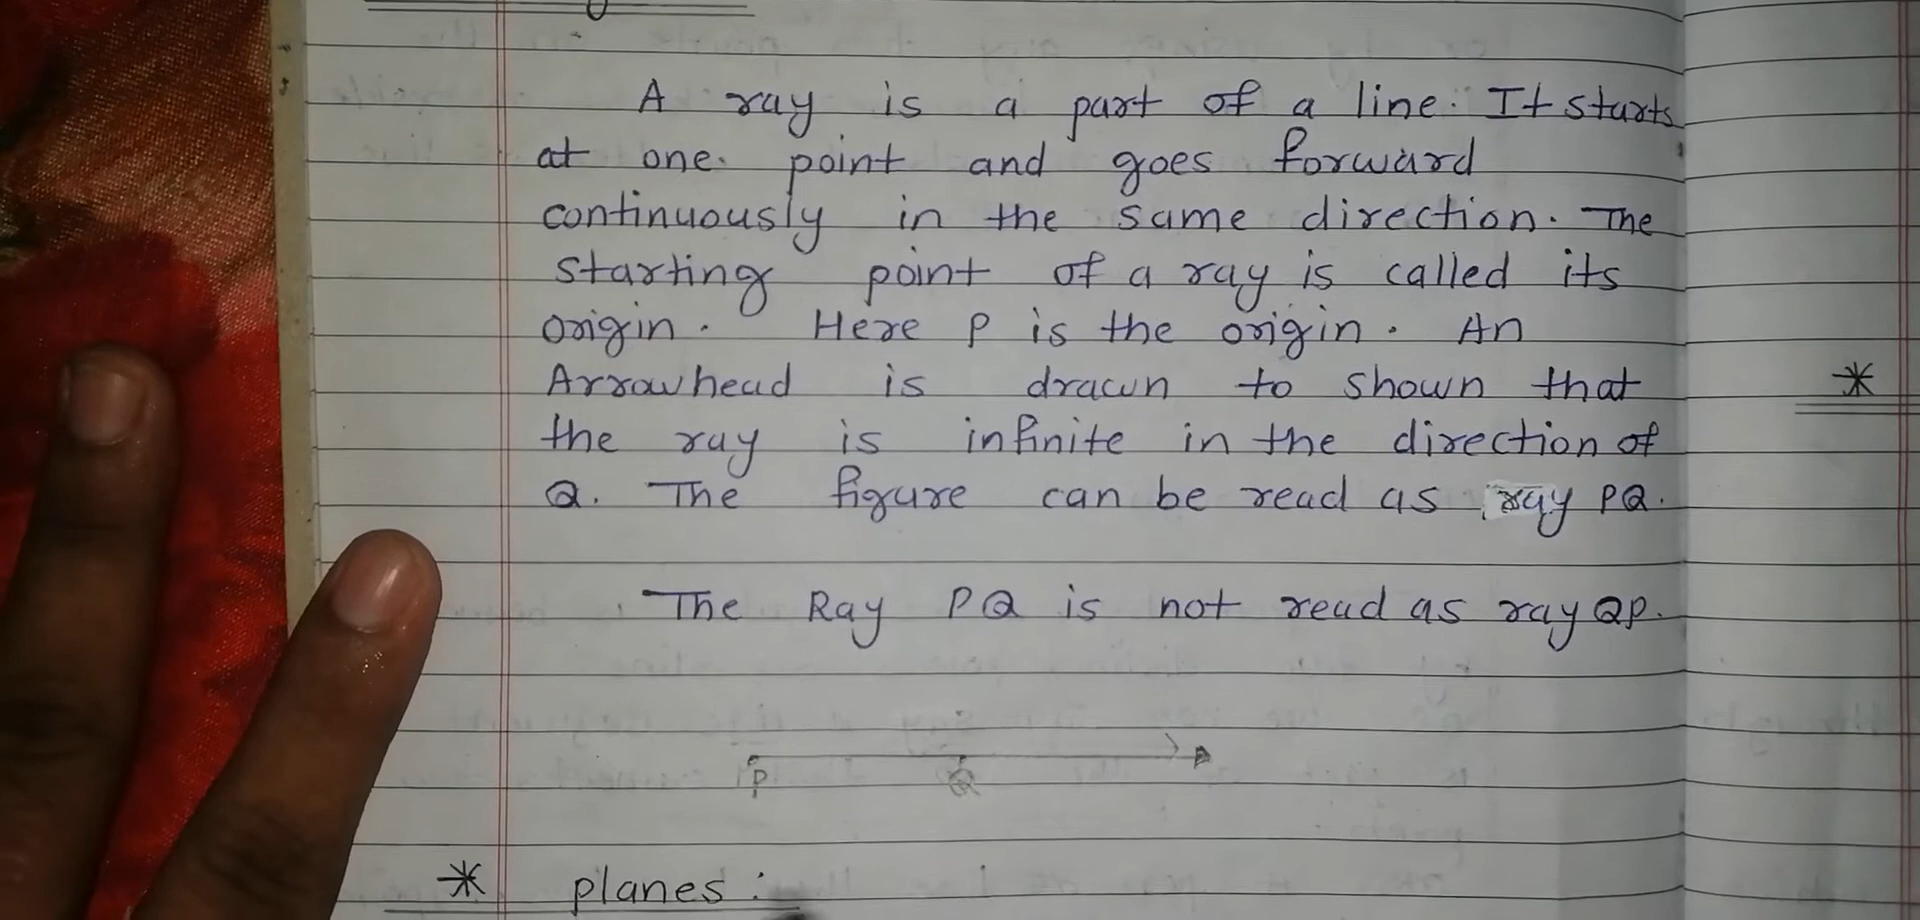 A ray is a part of a line. It starts
at one point and goes forward
continuously in the same direction. The
starting point of a ray is called its
origin. Here P is the origin. An
Arrowhead is drawn to shown that
the ray is infinite in the direction of
Q. The figure can be read as ray PQ.
The Ray PQ is not read as ray QP.
P Q
* planes:
*